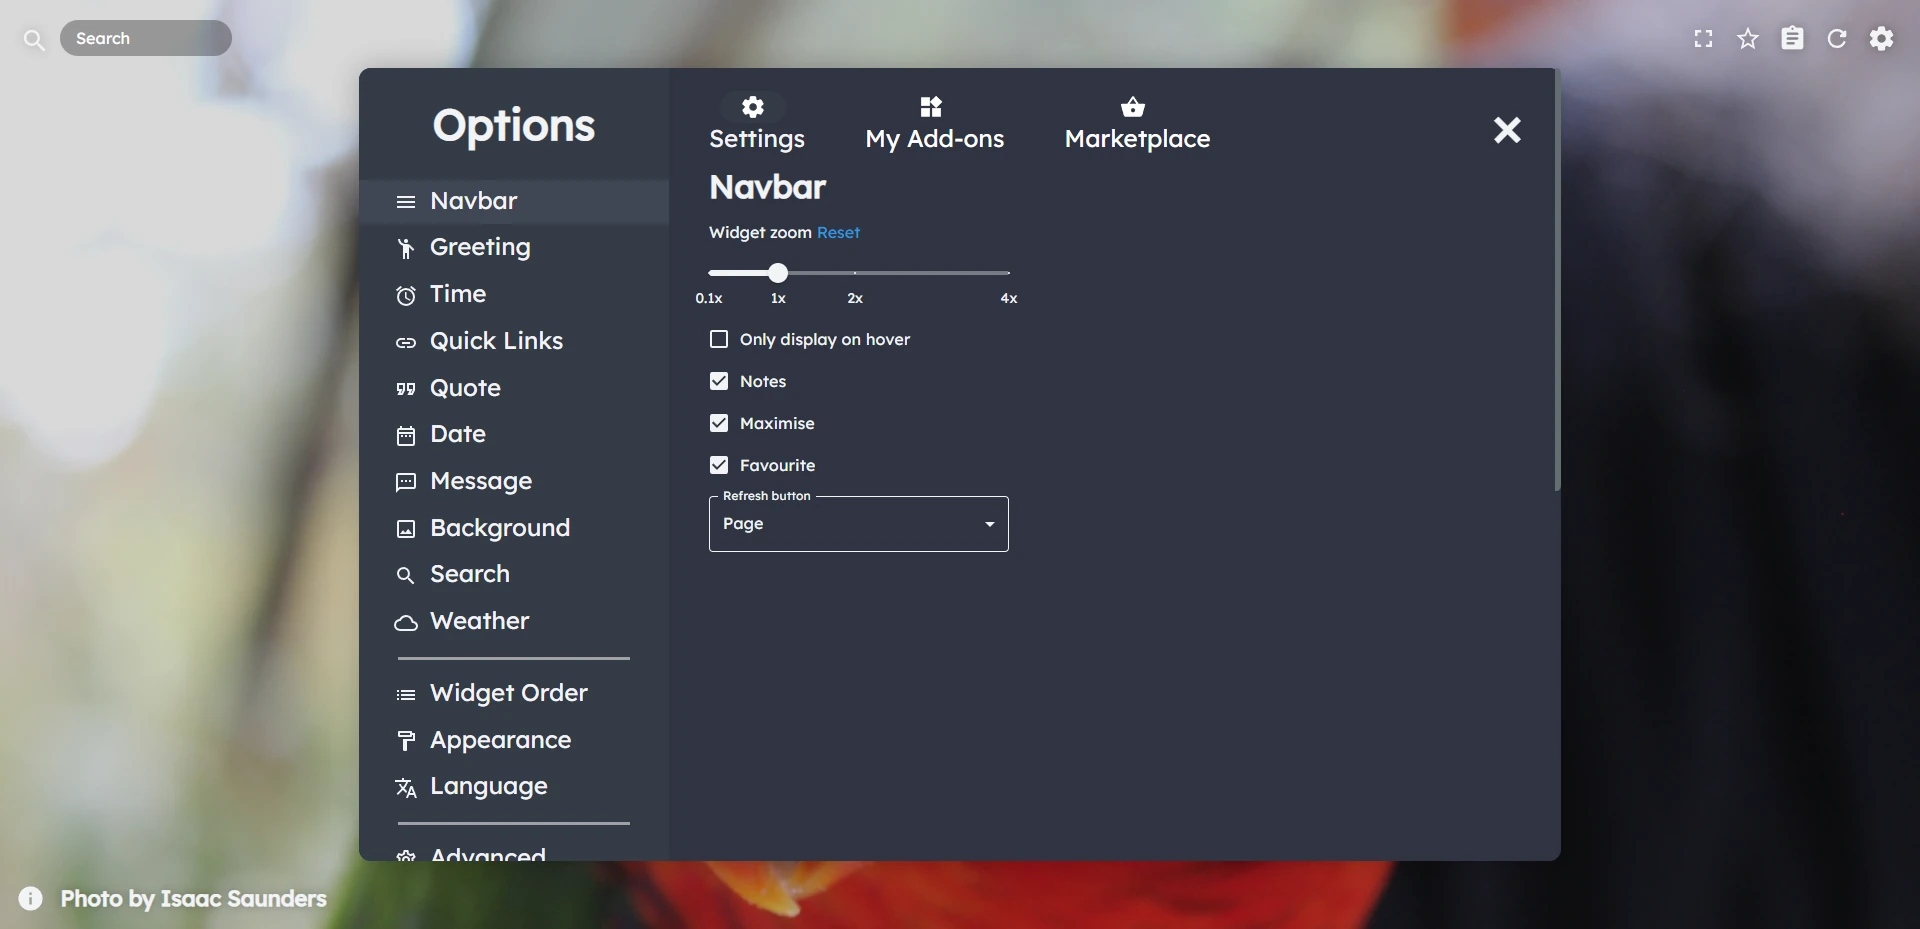 Search
Options
Navbar
Greeting
Time
Quick Links
Quote
Date
Message
Background
Search
Weather
Widget Order
Appearance
Language
Advanced
Settings
My Add-ons
Marketplace
Navbar
Widget zoom Reset
0.1x 1x 2x 4x
Only display on hover
Notes
Maximise
Favourite
Refresh button
Page
Photo by Isaac Saunders